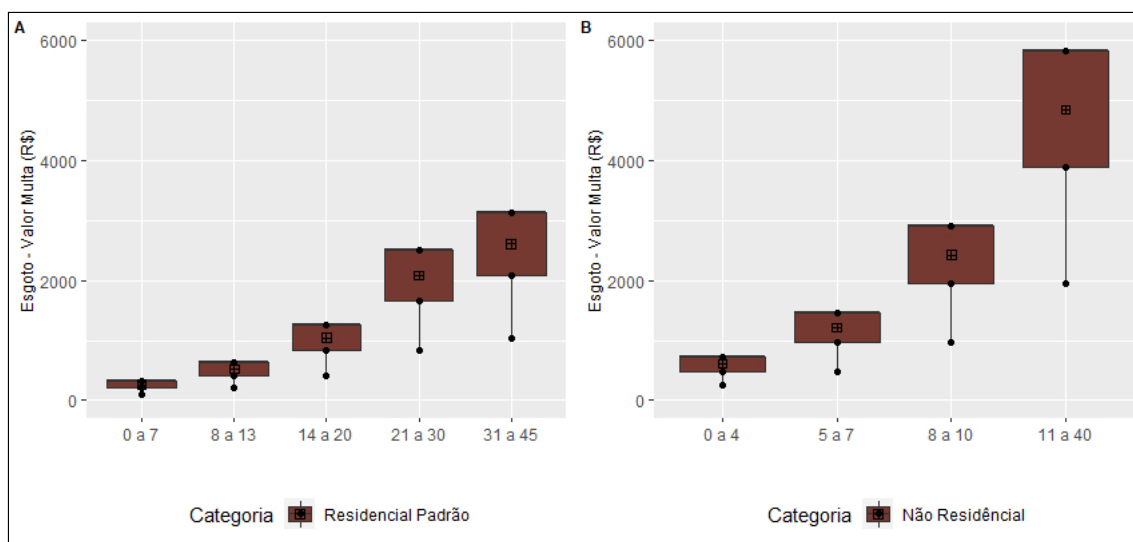 A
Esgoto - Valor Multa (R$)
6000
4000
2000
0
0 a 7 8 a 13 14 a 20 21 a 30 31 a 45
Categoria Residencial Padrão
B
Esgoto - Valor Multa (R$)
6000
4000
2000
0
0 a 4 5 a 7 8 a 10 11 a 40
Categoria Não Residêncial